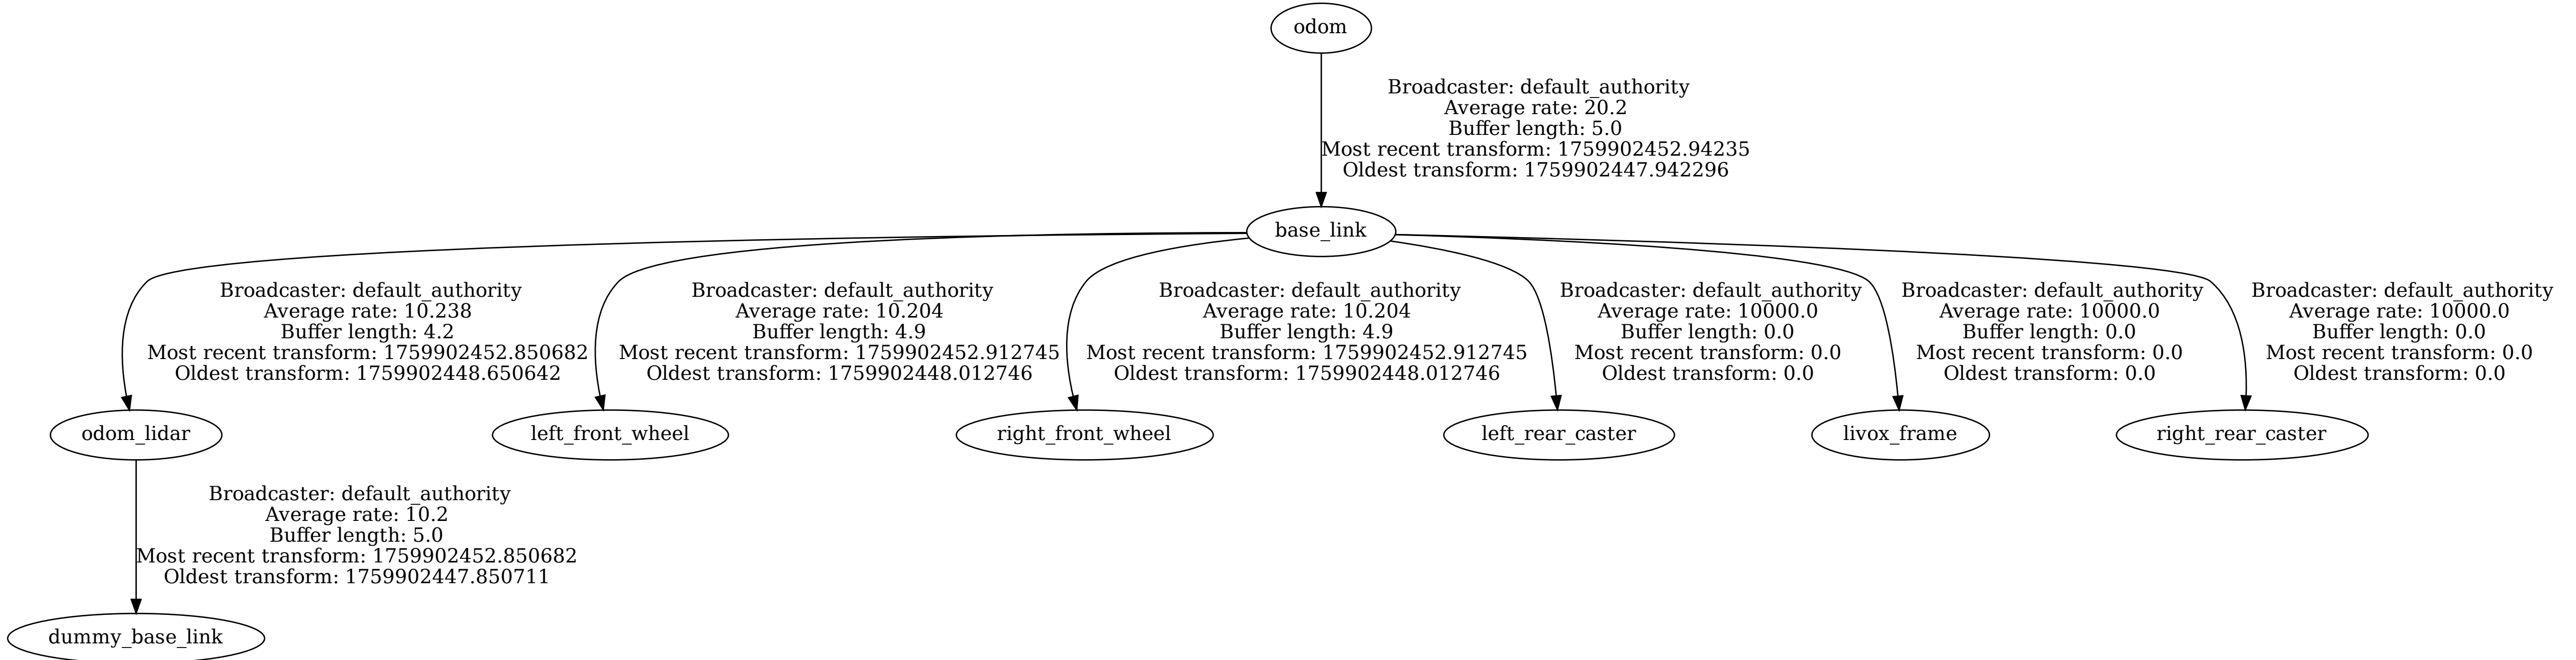 odom
Broadcaster: default_authority
Average rate: 20.2
Buffer length: 5.0
Most recent transform: 1759902452.94235
Oldest transform: 1759902447.942296
base_link
Broadcaster: default_authority
Average rate: 10.238
Buffer length: 4.2
Most recent transform: 1759902452.850682
Oldest transform: 1759902448.650642
Broadcaster: default_authority
Average rate: 10.204
Buffer length: 4.9
Most recent transform: 1759902452.912745
Oldest transform: 1759902448.012746
Broadcaster: default_authority
Average rate: 10.204
Buffer length: 4.9
Most recent transform: 1759902452.912745
Oldest transform: 1759902448.012746
Broadcaster: default_authority
Average rate: 10000.0
Buffer length: 0.0
Most recent transform: 0.0
Oldest transform: 0.0
Broadcaster: default_authority
Average rate: 10000.0
Buffer length: 0.0
Most recent transform: 0.0
Oldest transform: 0.0
Broadcaster: default_authority
Average rate: 10000.0
Buffer length: 0.0
Most recent transform: 0.0
Oldest transform: 0.0
odom_lidar
left_front_wheel
right_front_wheel
left_rear_caster
livox_frame
right_rear_caster
Broadcaster: default_authority
Average rate: 10.2
Buffer length: 5.0
Most recent transform: 1759902452.850682
Oldest transform: 1759902447.850711
dummy_base_link